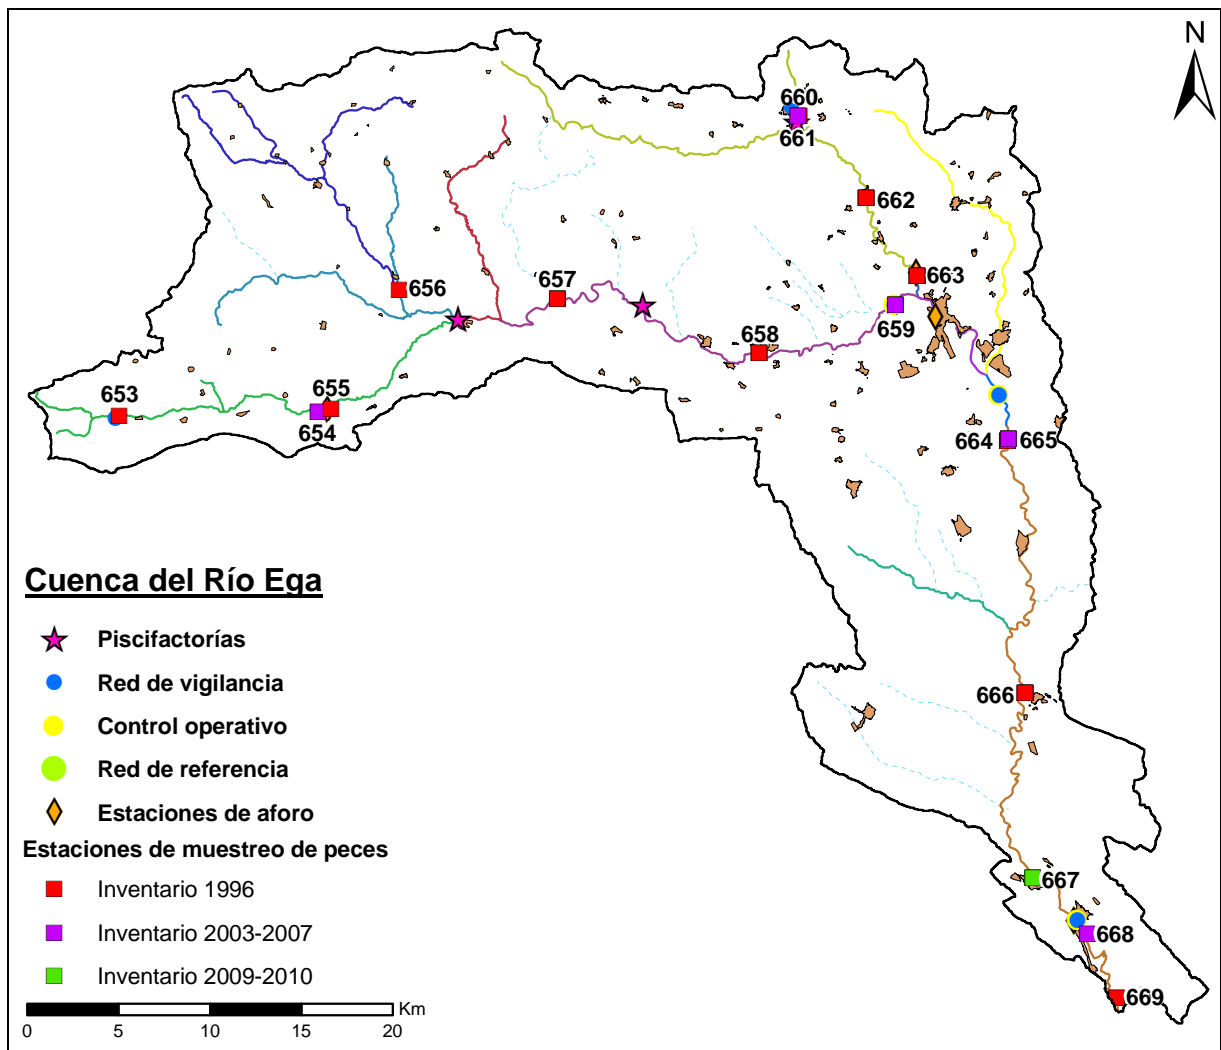 N
660
661
662
663
656
657
659
658
653
655
654
664
665
Cuenca del Río Ega
Piscifactorías
Red de vigilancia
666
Control operativo
Red de referencia
Estaciones de aforo
Estaciones de muestreo de peces
667
Inventario 1996
Inventario 2003-2007
668
Inventario 2009-2010
669
Km
0 5 10 15 20